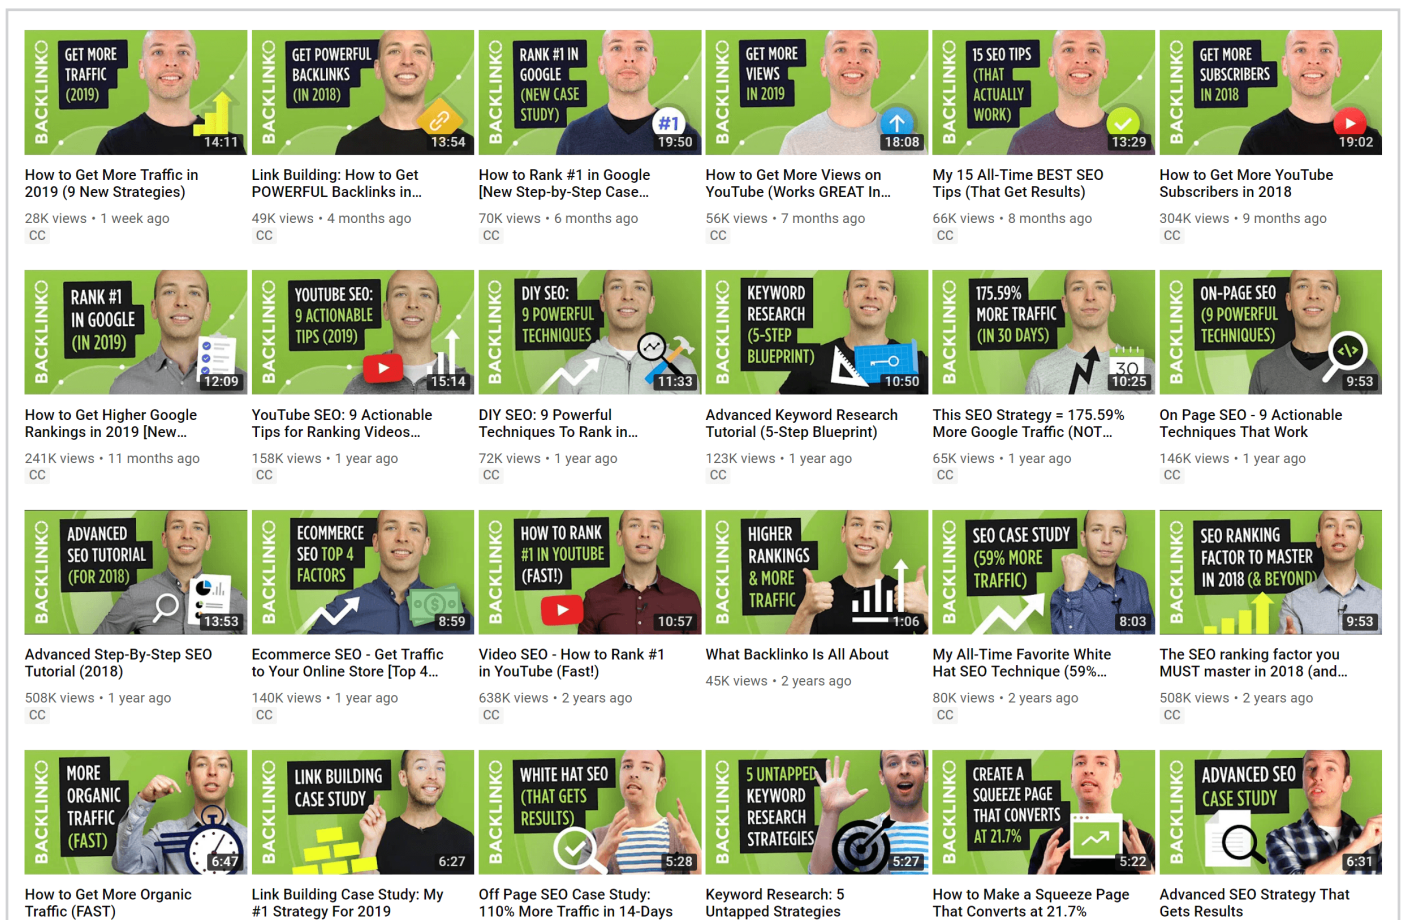 BACKLINKO
GET MORE
TRAFFIC
(2019)
14:11
BACKLINKO
GET POWERFUL
BACKLINKS
(IN 2018)
13:54
BACKLINKO
RANK #1 IN
GOOGLE
(NEW CASE
STUDY)
#1
19:50
BACKLINKO
GET MORE
VIEWS
IN 2019
18:08
BACKLINKO
15 SEO TIPS
(THAT
ACTUALLY
WORK)
13:29
BACKLINKO
GET MORE
SUBSCRIBERS
IN 2018
19:02
How to Get More Traffic in
2019 (9 New Strategies)
28K views • 1 week ago
CC
Link Building: How to Get
POWERFUL Backlinks in...
49K views • 4 months ago
CC
How to Rank #1 in Google
[New Step-by-Step Case...
70K views • 6 months ago
CC
How to Get More Views on
YouTube (Works GREAT In...
56K views • 7 months ago
CC
My 15 All-Time BEST SEO
Tips (That Get Results)
66K views • 8 months ago
CC
How to Get More YouTube
Subscribers in 2018
304K views • 9 months ago
CC
BACKLINKO
RANK #1
IN GOOGLE
(IN 2019)
12:09
BACKLINKO
YOUTUBE SEO:
9 ACTIONABLE
TIPS (2019)
15:14
BACKLINKO
DIY SEO:
9 POWERFUL
TECHNIQUES
11:33
BACKLINKO
KEYWORD
RESEARCH
(5-STEP
BLUEPRINT)
10:50
BACKLINKO
175.59%
MORE TRAFFIC
(IN 30 DAYS)
30
10:25
BACKLINKO
ON-PAGE SEO
(9 POWERFUL
TECHNIQUES)
</>
9:53
How to Get Higher Google
Rankings in 2019 [New...
241K views • 11 months ago
CC
YouTube SEO: 9 Actionable
Tips for Ranking Videos...
158K views • 1 year ago
CC
DIY SEO: 9 Powerful
Techniques To Rank in...
72K views • 1 year ago
CC
Advanced Keyword Research
Tutorial (5-Step Blueprint)
123K views • 1 year ago
CC
This SEO Strategy = 175.59%
More Google Traffic (NOT...
65K views • 1 year ago
CC
On Page SEO - 9 Actionable
Techniques That Work
146K views • 1 year ago
CC
BACKLINKO
ADVANCED
SEO TUTORIAL
(FOR 2018)
13:53
BACKLINKO
ECOMMERCE
SEO TOP 4
FACTORS
$
8:59
BACKLINKO
HOW TO RANK
#1 IN YOUTUBE
(FAST!)
10:57
BACKLINKO
HIGHER
RANKINGS
& MORE
TRAFFIC
1:06
BACKLINKO
SEO CASE STUDY
(59% MORE
TRAFFIC)
8:03
BACKLINKO
SEO RANKING
FACTOR TO MASTER
IN 2018 (& BEYOND)
9:53
Advanced Step-By-Step SEO
Tutorial (2018)
508K views • 1 year ago
CC
Ecommerce SEO - Get Traffic
to Your Online Store [Top 4...
140K views • 1 year ago
CC
Video SEO - How to Rank #1
in YouTube (Fast!)
638K views • 2 years ago
CC
What Backlinko Is All About
45K views • 2 years ago
My All-Time Favorite White
Hat SEO Technique (59%...
80K views • 2 years ago
CC
The SEO ranking factor you
MUST master in 2018 (and...
508K views • 2 years ago
CC
BACKLINKO
MORE
ORGANIC
TRAFFIC
(FAST)
6:47
BACKLINKO
LINK BUILDING
CASE STUDY
6:27
BACKLINKO
WHITE HAT SEO
(THAT GETS
RESULTS)
5:28
BACKLINKO
5 UNTAPPED
KEYWORD
RESEARCH
STRATEGIES
5:27
BACKLINKO
CREATE A
SQUEEZE PAGE
THAT CONVERTS
AT 21.7%
5:22
BACKLINKO
ADVANCED SEO
CASE STUDY
6:31
How to Get More Organic
Traffic (FAST)
Link Building Case Study: My
#1 Strategy For 2019
Off Page SEO Case Study:
110% More Traffic in 14-Days
Keyword Research: 5
Untapped Strategies
How to Make a Squeeze Page
That Converts at 21.7%
Advanced SEO Strategy That
Gets Results